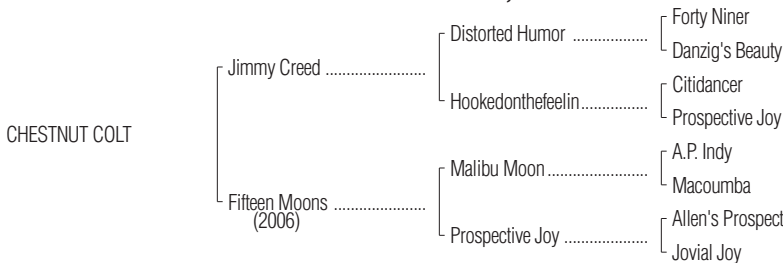 Forty Niner
Distorted Humor ..................
Danzig's Beauty
Jimmy Creed ........................
Citidancer
Hookedonthefeelin................
Prospective Joy
CHESTNUT COLT
A.P. Indy
Malibu Moon ........................
Macoumba
Fifteen Moons ......................
(2006)
Allen's Prospect
Prospective Joy ....................
Jovial Joy